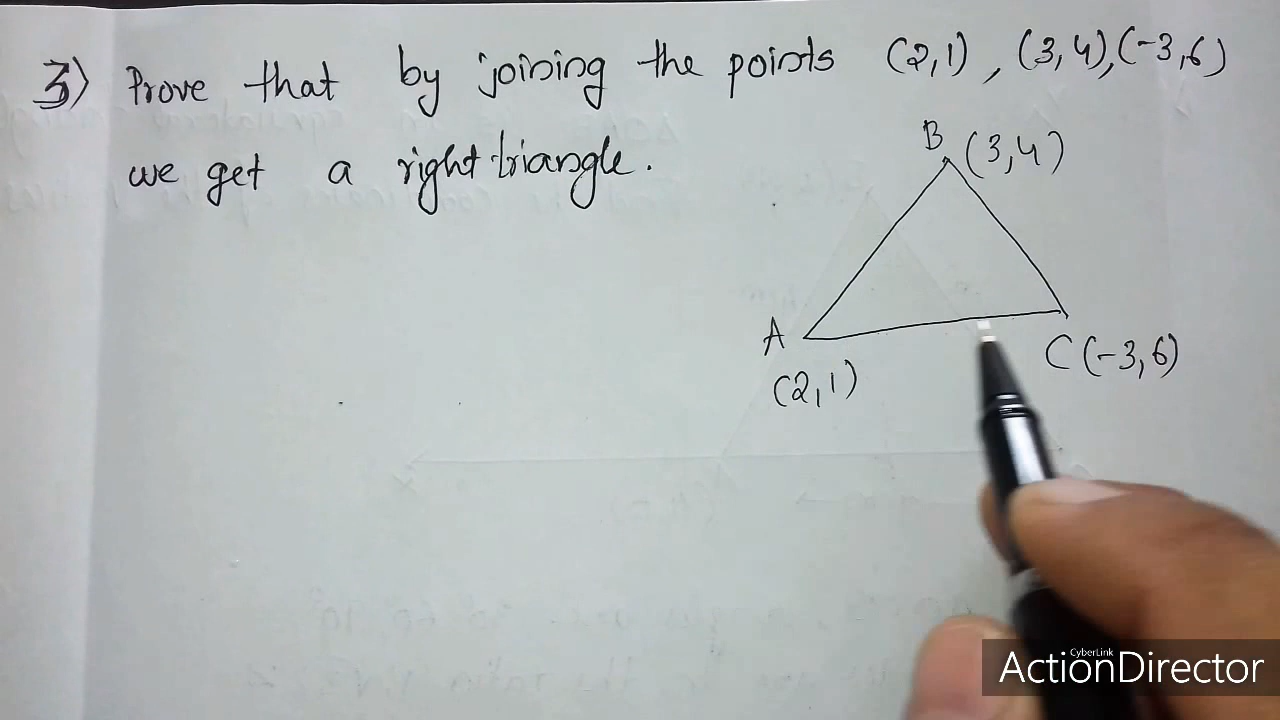 3) Prove that by joining the points (2,1), (3,4),(-3,6)
we get a right triangle.
B (3,4)
A
(2,1)
C (-3,6)
CyberLink
ActionDirector